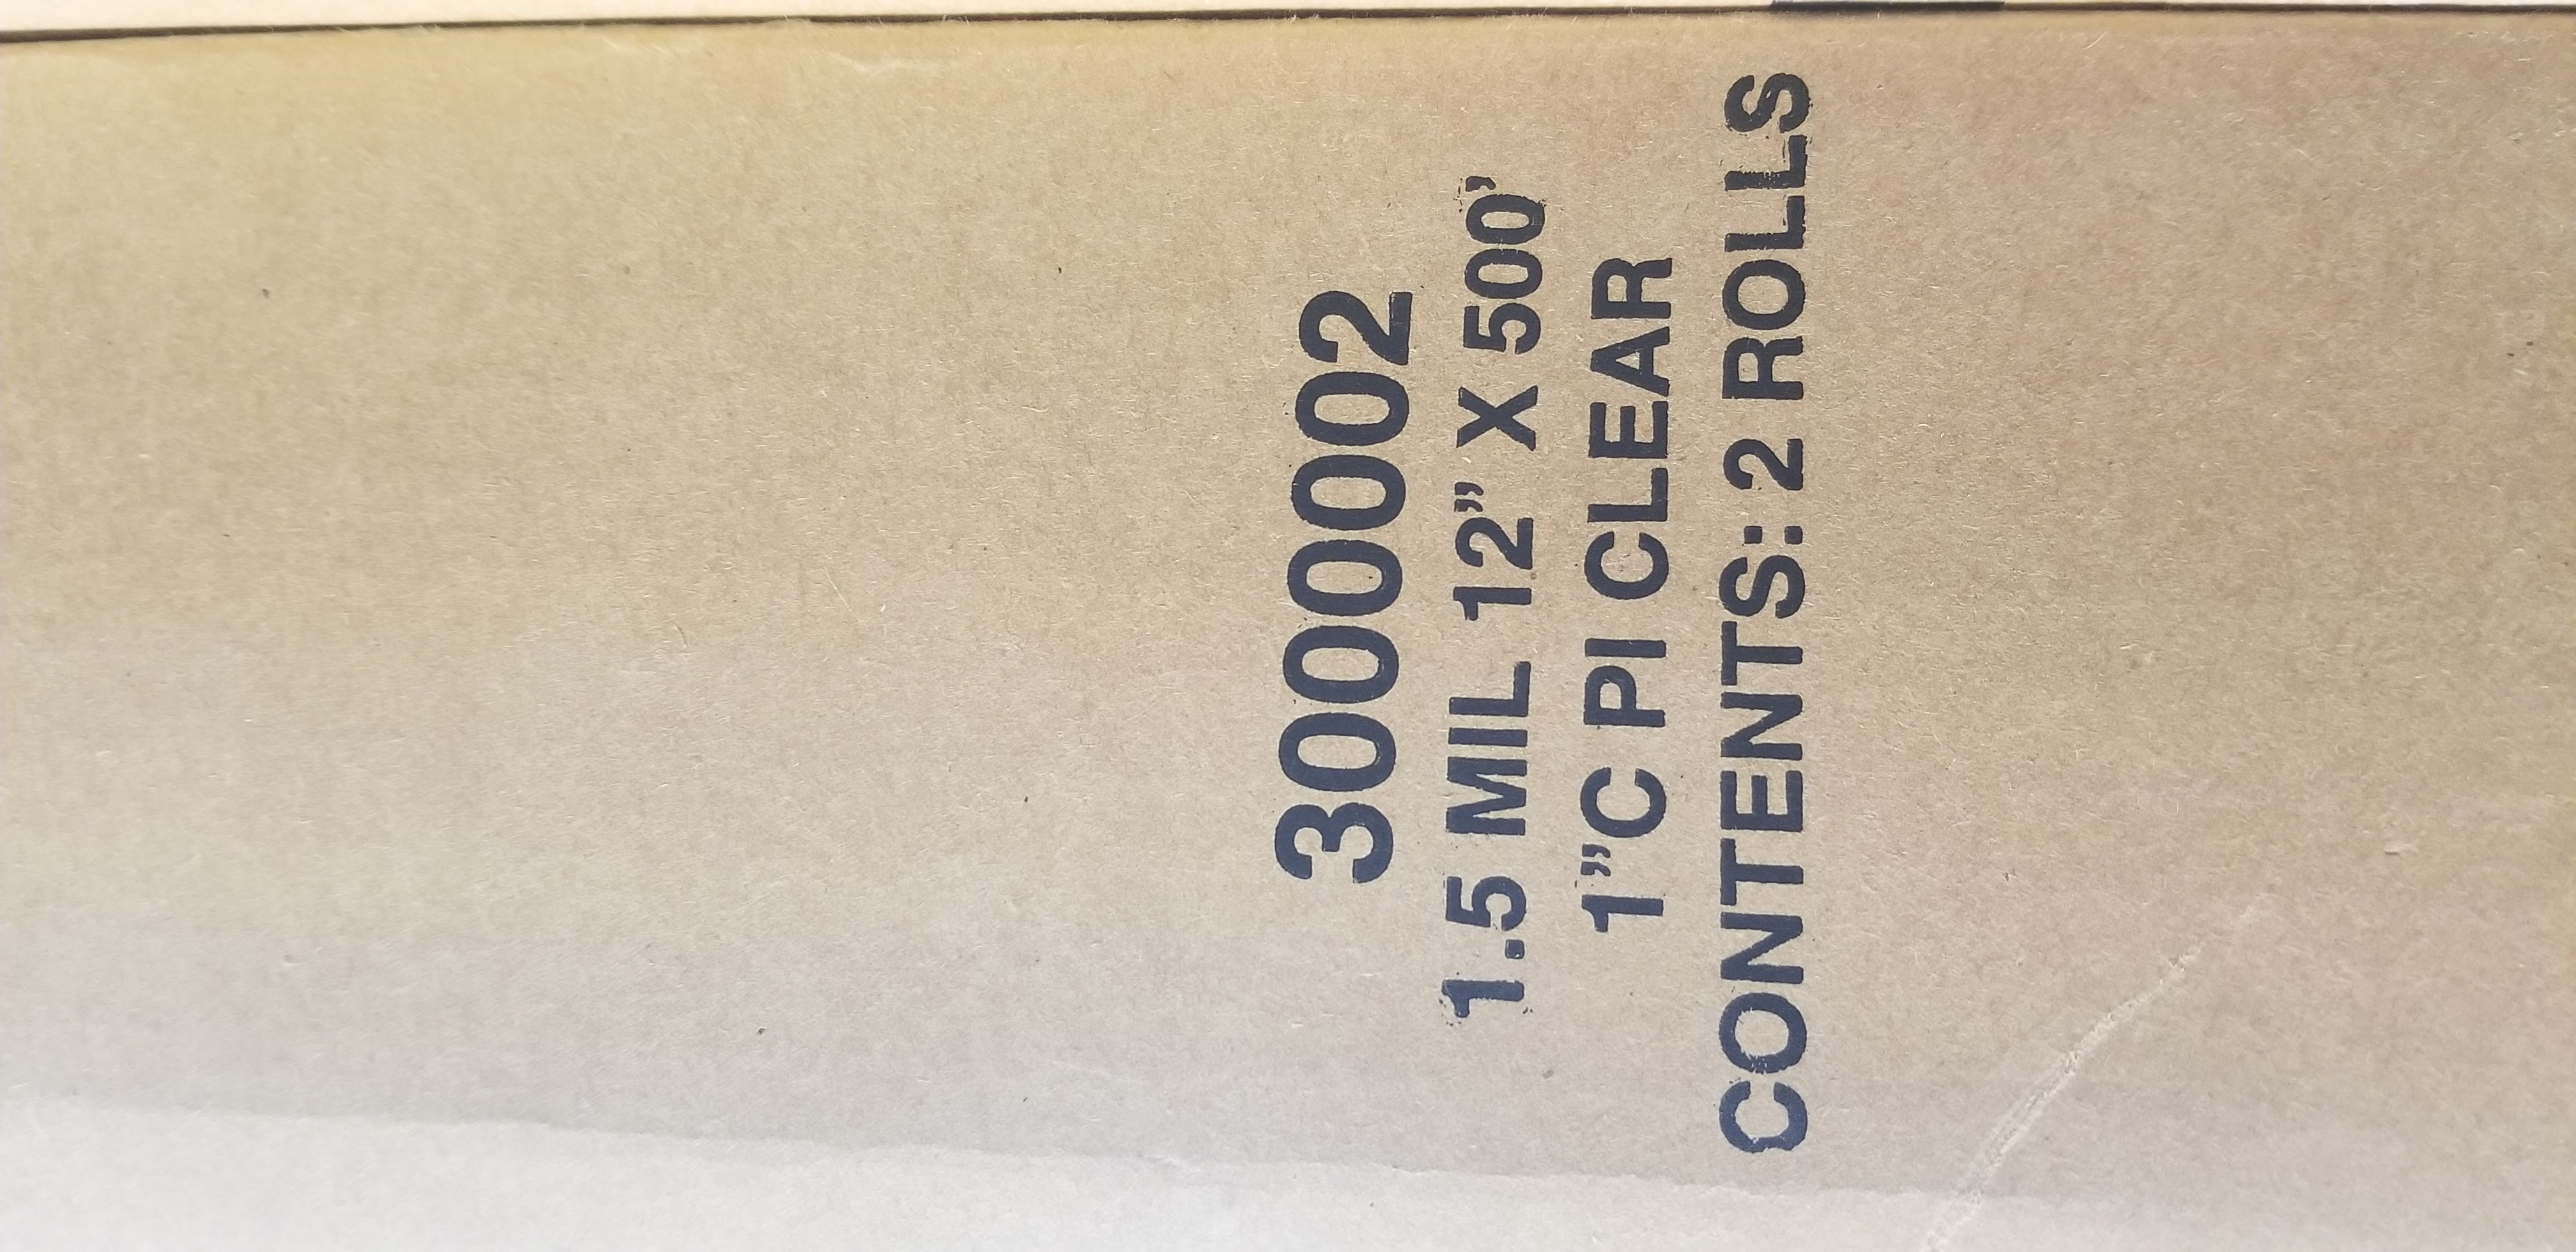 3000002
1.5 MIL 12” X 500’
1”C PI CLEAR
CONTENTS: 2 ROLLS